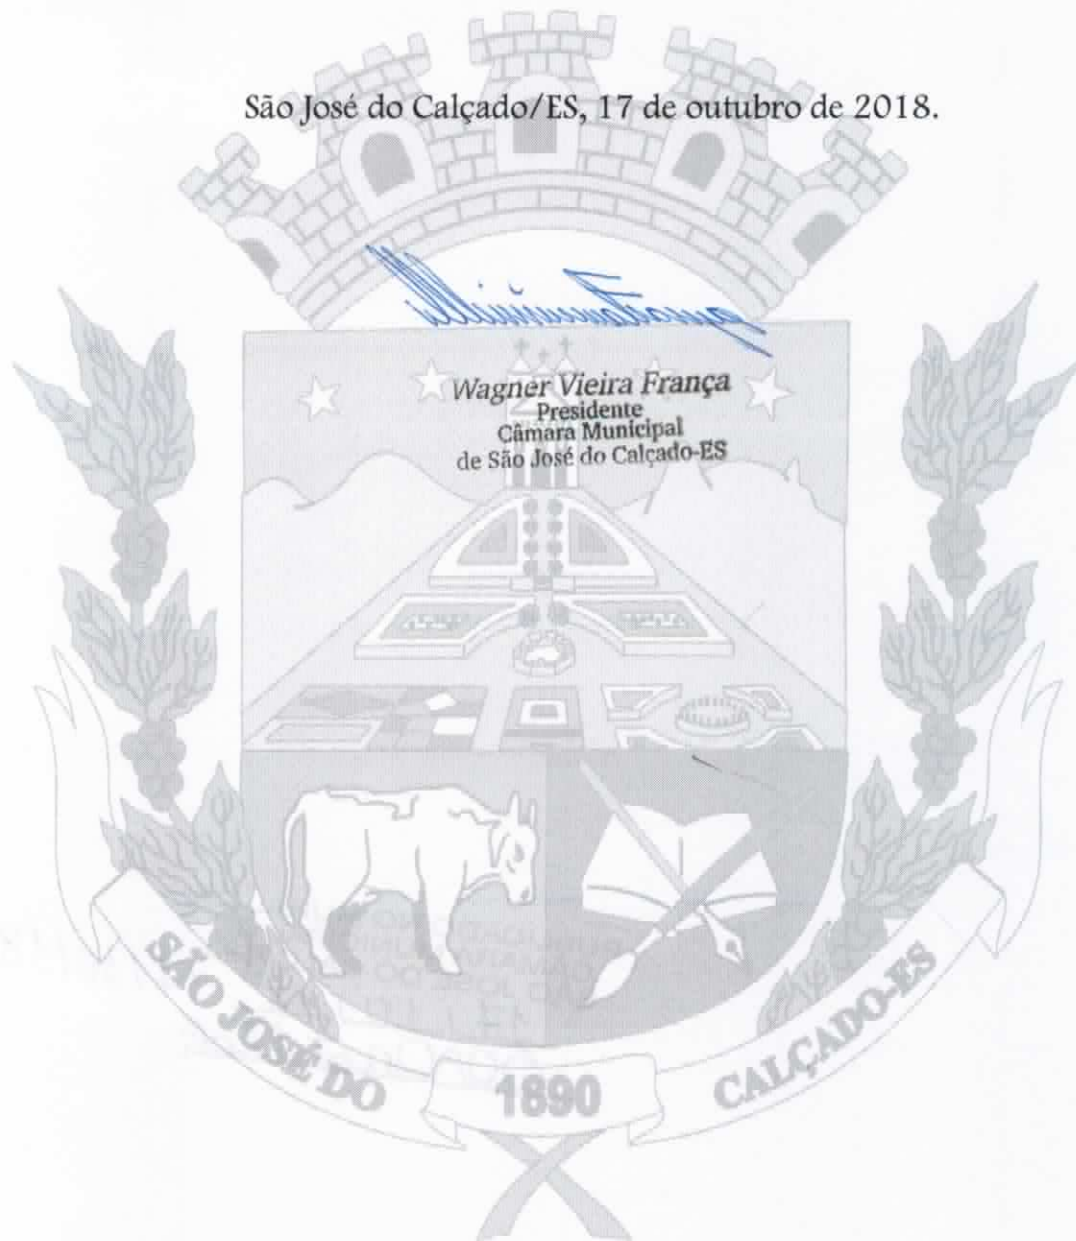 São José do Calçado/ES, 17 de outubro de 2018.
Wagner Vieira França
Presidente
Câmara Municipal
de São José do Calçado-ES
SÃO JOSÉ DO
1890
CALÇADO-ES